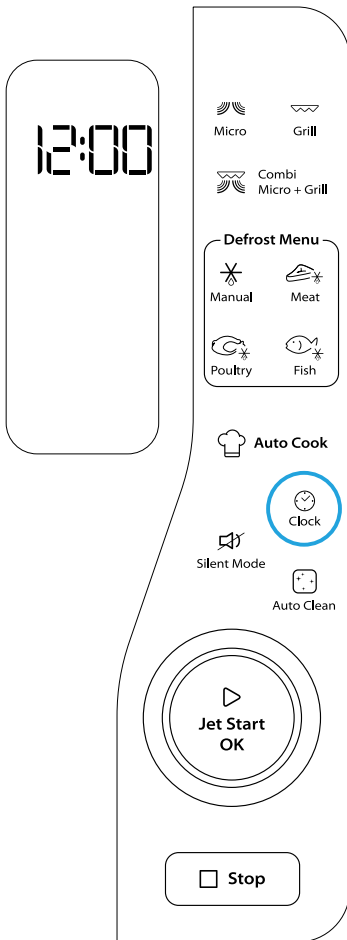 12:00
Micro
Grill
Combi
Micro + Grill
Defrost Menu
Manual
Meat
Poultry
Fish
Auto Cook
Clock
Silent Mode
Auto Clean
Jet Start
OK
Stop